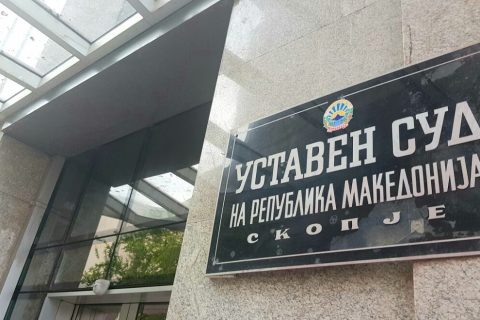 УСТАВЕН СУД
НА РЕПУБЛИКА МАКЕДОНИЈА
СКОПЈЕ